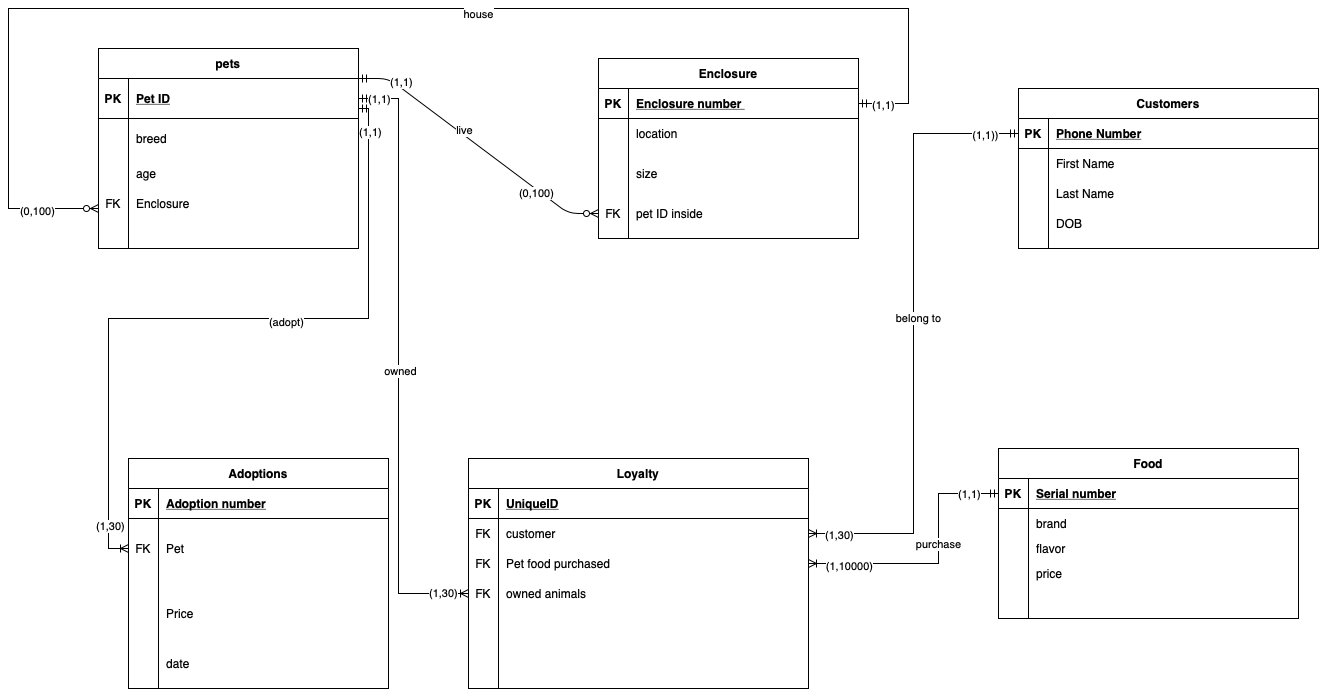 house
pets
PK Pet ID
breed
age
FK Enclosure
(1,1)
(1,1)
(1,1)
live
(0,100)
(0,100)
Enclosure
PK Enclosure number
location
size
FK pet ID inside
(1,1)
Customers
PK Phone Number
First Name
Last Name
DOB
(1,1))
belong to
(adopt)
owned
Adoptions
PK Adoption number
FK Pet
Price
date
(1,30)
Loyalty
PK UniqueID
FK customer
FK Pet food purchased
FK owned animals
(1,30)
(1,30)
(1,10000)
purchase
(1,1)
Food
PK Serial number
brand
flavor
price